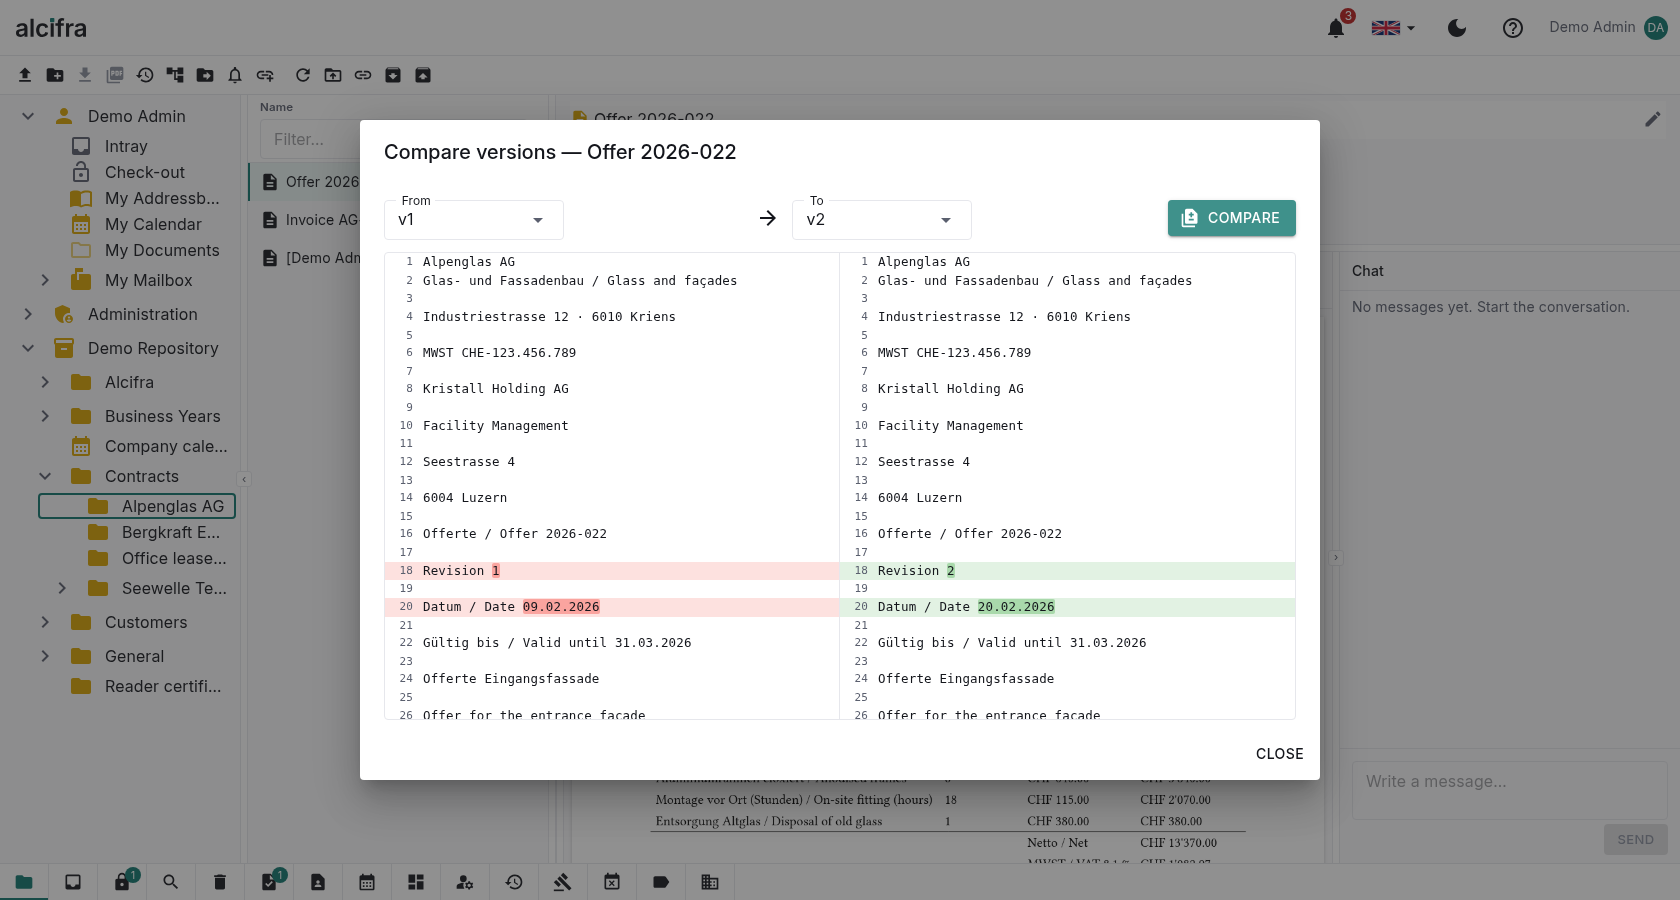 alcifra
3
Demo Admin
DA
PDF
Demo Admin
Intray
Check-out
My Addressb...
My Calendar
My Documents
My Mailbox
Administration
Demo Repository
Alcifra
Business Years
Company cale...
Contracts
Alpenglas AG
Bergkraft E...
Office lease...
Seewelle Te...
Customers
General
Reader certifi...
Name
Filter...
Offer 2026
Invoice AG
[Demo Adn
Offer 2026-022
Compare versions — Offer 2026-022
From
v1
To
v2
COMPARE
1 Alpenglas AG
2 Glas- und Fassadenbau / Glass and façades
3
4 Industriestrasse 12 · 6010 Kriens
5
6 MWST CHE-123.456.789
7
8 Kristall Holding AG
9
10 Facility Management
11
12 Seestrasse 4
13
14 6004 Luzern
15
16 Offerte / Offer 2026-022
17
18 Revision 1
19
20 Datum / Date 09.02.2026
21
22 Gültig bis / Valid until 31.03.2026
23
24 Offerte Eingangsfassade
25
26 Offer for the entrance facade
1 Alpenglas AG
2 Glas- und Fassadenbau / Glass and façades
3
4 Industriestrasse 12 · 6010 Kriens
5
6 MWST CHE-123.456.789
7
8 Kristall Holding AG
9
10 Facility Management
11
12 Seestrasse 4
13
14 6004 Luzern
15
16 Offerte / Offer 2026-022
17
18 Revision 2
19
20 Datum / Date 20.02.2026
21
22 Gültig bis / Valid until 31.03.2026
23
24 Offerte Eingangsfassade
25
26 Offer for the entrance facade
CLOSE
Montage vor Ort (Stunden) / On-site fitting (hours) 18 CHF 115.00 CHF 2'070.00
Entsorgung Altglas / Disposal of old glass 1 CHF 380.00 CHF 380.00
Netto / Net CHF 13'370.00
Chat
No messages yet. Start the conversation.
Write a message...
SEND
1
1